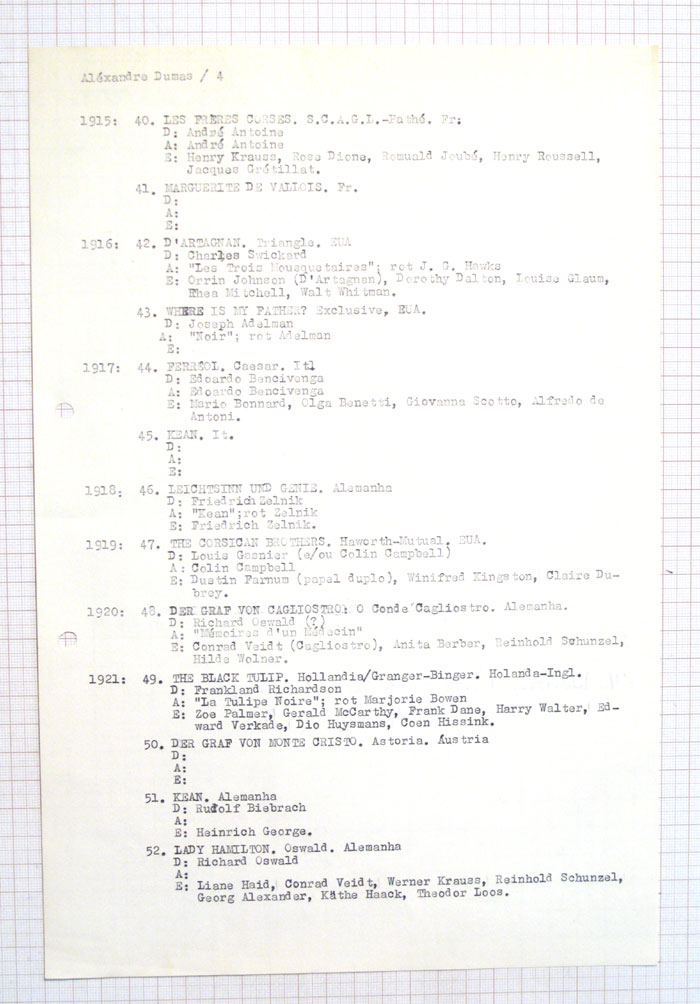 Aléxandre Dumas / 4
1915: 40. LES FRÈRES CORSES. S.C.A.G.L.-Pathé. Fr:
D: André Antoine
A: André Antoine
E: Henry Krauss, Rose Dione, Romuald Joubé, Henry Roussell,
Jacques Grétillat.
41. MARGUERITE DE VALLOIS. Fr.
D:
A:
E:
1916: 42. D'ARTAGNAN. Triangle. EUA
D: Charles Swickard
A: "Les Trois Mousquetaires"; rot J. G. Hawks
E: Orrin Johnson (D'Artagnan), Dorothy Dalton, Louise Glaum,
Rhea Mitchell, Walt Whitman.
43. WHERE IS MY FATHER? Exclusive, EUA.
D: Joseph Adelman
A: "Noir"; rot Adelman
E:
1917: 44. FERRSOL. Caesar. Itl
D: Edoardo Bencivenga
A: Edoardo Bencivenga
E: Mario Bonnard, Olga Benetti, Giovanna Scotto, Alfredo de
Antoni.
45. KEAN. It.
D:
A:
E:
1918: 46. LEICHTSINN UND GENIE. Alemanha
D: Friedrich Zelnik
A: "Kean";rot Zelnik
E: Friedrich Zelnik.
1919: 47. THE CORSICAN BROTHERS. Haworth-Mutual. EUA.
D: Louis Gasnier (e/ou Colin Campbell)
A: Colin Campbell
E: Dustin Farnum (papel duplo), Winifred Kingston, Claire Du-
brey.
1920: 48. DER GRAF VON CAGLIOSTRO: O Conde Cagliostro. Alemanha.
D: Richard Oswald (?)
A: "Mémoires d'un Médecin"
E: Conrad Veidt (Cagliostro), Anita Berber, Reinhold Schunzel,
Hilde Wolner.
1921: 49. THE BLACK TULIP. Hollandia/Granger-Binger. Holanda-Ingl.
D: Frankland Richardson
A: "La Tulipe Noire"; rot Marjorie Bowen
E: Zoe Palmer, Gerald McCarthy, Frank Dane, Harry Walter, Ed-
ward Verkade, Dio Huysmans, Coen Hissink.
50. DER GRAF VON MONTE CRISTO. Astoria. Áustria
D:
A:
E:
51. KEAN. Alemanha
D: Rudolf Biebrach
A:
E: Heinrich George.
52. LADY HAMILTON. Oswald. Alemanha
D: Richard Oswald
A:
E: Liane Haid, Conrad Veidt, Werner Krauss, Reinhold Schunzel,
Georg Alexander, Käthe Haack, Theodor Loos.